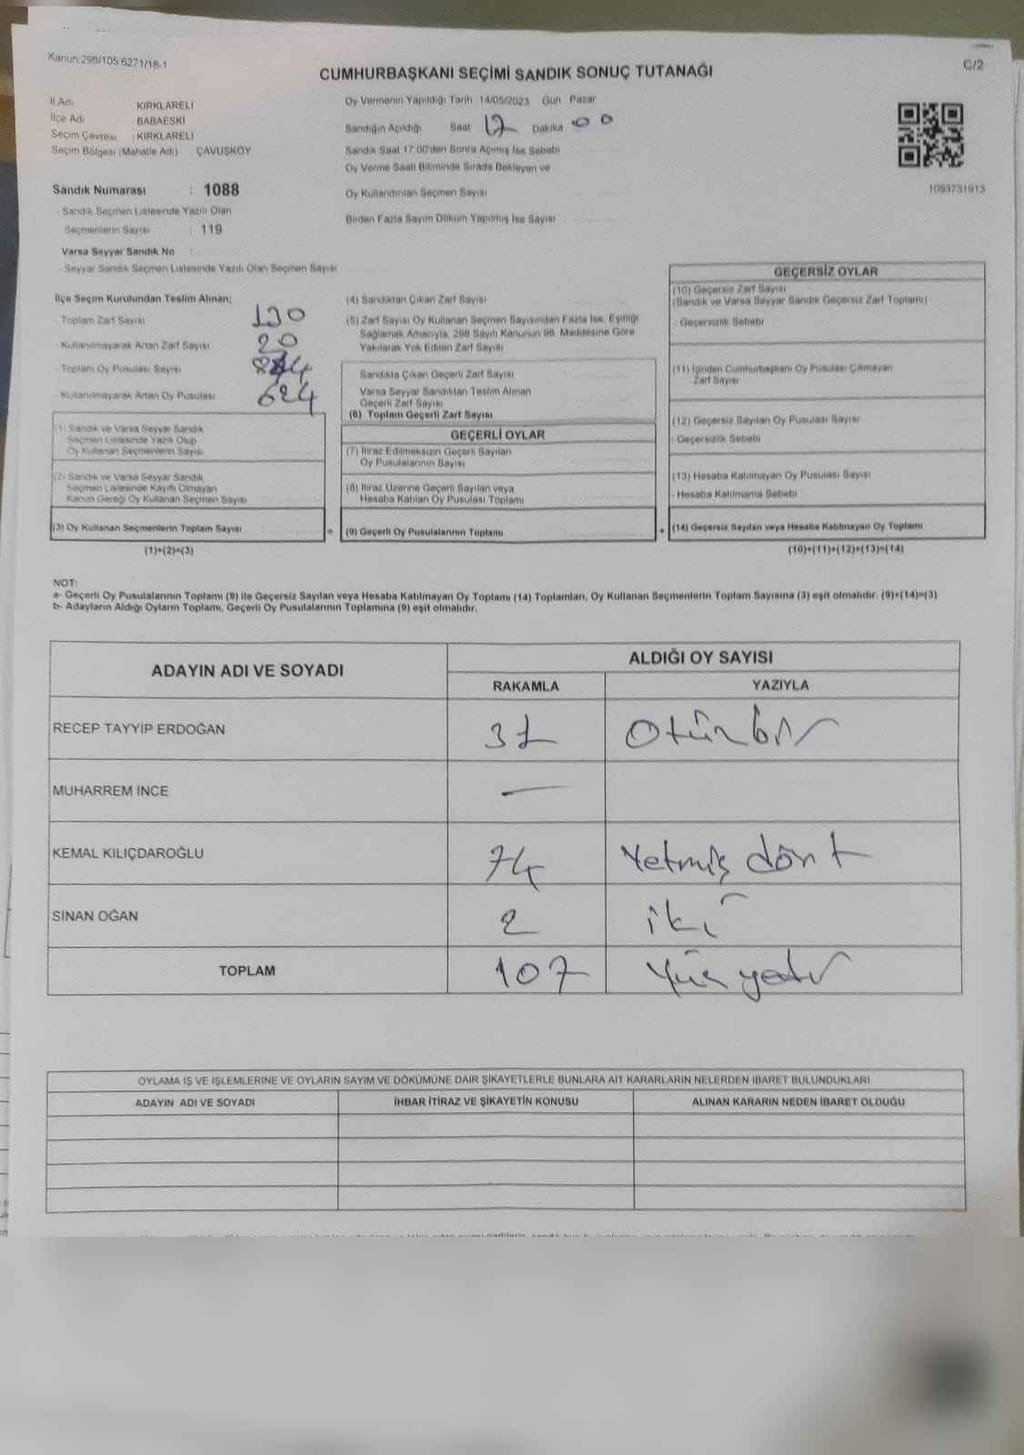 Kanun:298/105 6271/18-1
CUMHURBAŞKANI SEÇİMİ SANDIK SONUÇ TUTANAĞI
C/2
İl Adı KIRKLARELİ
İlçe Adı BABAESKİ
Seçim Çevresi : KIRKLARELİ
Seçim Bölgesi (Mahalle Adı) ÇAVUŞKÖY
Oy Vermenin Yapıldığı Tarih 14/05/2023 Gün Pazar
Sandığın Açıldığı Saat 17 Dakika 00
Sandık Saat 17:00'den Sonra Açılmış İse Sebebi
Oy Verme Saati Bitiminde Sırada Bekleyen ve
Oy Kullandırılan Seçmen Sayısı
Birden Fazla Sayım Döküm Yapılmış İse Sayısı
1093731913
Sandık Numarası : 1088
Sandık Seçmen Listesinde Yazılı Olan
Seçmenlerin Sayısı : 119
Varsa Seyyar Sandık No
Seyyar Sandık Seçmen Listesinde Yazılı Olan Seçmen Sayısı
İlçe Seçim Kurulundan Teslim Alınan;
Toplam Zarf Sayısı 130
Kullanılmayarak Artan Zarf Sayısı 20
Toplam Oy Pusulası Sayısı
Kullanılmayarak Artan Oy Pusulası 624
(1) Sandık ve Varsa Seyyar Sandık
Seçmen Listesinde Yazılı Olup
Oy Kullanan Seçmenlerin Sayısı
(2) Sandık ve Varsa Seyyar Sandık
Seçmen Listesinde Kayıtlı Olmayan
Kanun Gereği Oy Kullanan Seçmen Sayısı
(3) Oy Kullanan Seçmenlerin Toplam Sayısı
(1)+(2)=(3)
(4) Sandıktan Çıkan Zarf Sayısı
(5) Zarf Sayısı Oy Kullanan Seçmen Sayısından Fazla İse, Eşitliği
Sağlamak Amacıyla, 298 Sayılı Kanunun 98. Maddesine Göre
Yakılarak Yok Edilen Zarf Sayısı
Sandıkta Çıkan Geçerli Zarf Sayısı
Varsa Seyyar Sandıktan Teslim Alınan
Geçerli Zarf Sayısı
(6) Toplam Geçerli Zarf Sayısı
GEÇERLİ OYLAR
(7) İtiraz Edilmeksizin Geçerli Sayılan
Oy Pusulalarının Sayısı
(8) İtiraz Üzerine Geçerli Sayılan veya
Hesaba Katılan Oy Pusulası Toplamı
= (9) Geçerli Oy Pusulalarının Toplamı
GEÇERSİZ OYLAR
(10) Geçersiz Zarf Sayısı
(Sandık ve Varsa Seyyar Sandık Geçersiz Zarf Toplamı)
Geçersizlik Sebebi
(11) İçinden Cumhurbaşkanı Oy Pusulası Çıkmayan
Zarf Sayısı
(12) Geçersiz Sayılan Oy Pusulası Sayısı
- Geçersizlik Sebebi
(13) Hesaba Katılmayan Oy Pusulası Sayısı
- Hesaba Katılmama Sebebi
+ (14) Geçersiz Sayılan veya Hesaba Katılmayan Oy Toplamı
(10)+(11)+(12)+(13)=(14)
NOT:
a- Geçerli Oy Pusulalarının Toplamı (9) ile Geçersiz Sayılan veya Hesaba Katılmayan Oy Toplamı (14) Toplamları, Oy Kullanan Seçmenlerin Toplam Sayısına (3) eşit olmalıdır. (9)+(14)=(3)
b- Adayların Aldığı Oyların Toplamı, Geçerli Oy Pusulalarının Toplamına (9) eşit olmalıdır.
ADAYIN ADI VE SOYADI
ALDIĞI OY SAYISI
RAKAMLA YAZIYLA
RECEP TAYYİP ERDOĞAN 31 Otuzbir
MUHARREM İNCE —
KEMAL KILIÇDAROĞLU 74 Yetmiş dört
SİNAN OĞAN 2 iki
TOPLAM 107 Yüz yedi
OYLAMA İŞ VE İŞLEMLERİNE VE OYLARIN SAYIM VE DÖKÜMÜNE DAİR ŞİKAYETLERLE BUNLARA AİT KARARLARIN NELERDEN İBARET BULUNDUKLARI
ADAYIN ADI VE SOYADI İHBAR İTİRAZ VE ŞİKAYETİN KONUSU ALINAN KARARIN NEDEN İBARET OLDUĞU